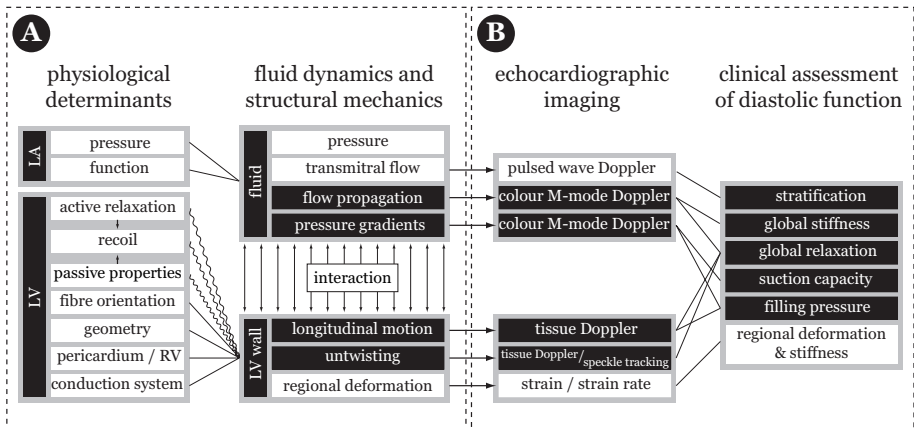 A
B
physiological
determinants
fluid dynamics and
structural mechanics
echocardiographic
imaging
clinical assessment
of diastolic function
LA
pressure
function
LV
active relaxation
recoil
passive properties
fibre orientation
geometry
pericardium / RV
conduction system
fluid
pressure
transmitral flow
flow propagation
pressure gradients
interaction
LV wall
longitudinal motion
untwisting
regional deformation
pulsed wave Doppler
colour M-mode Doppler
colour M-mode Doppler
tissue Doppler
tissue Doppler/speckle tracking
strain / strain rate
stratification
global stiffness
global relaxation
suction capacity
filling pressure
regional deformation
& stiffness